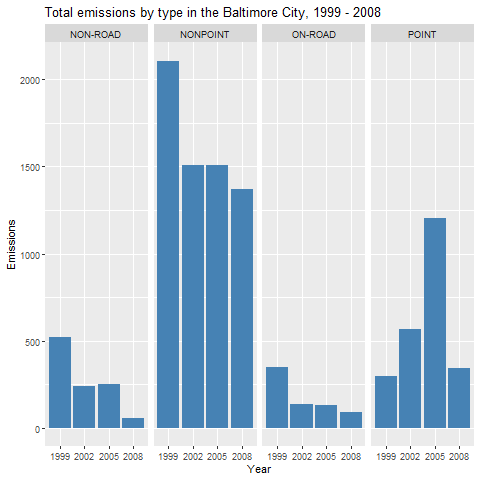 Total emissions by type in the Baltimore City, 1999 - 2008
NON-ROAD NONPOINT ON-ROAD POINT
2000
1500
1000
500
0
Emissions
1999 2002 2005 2008 1999 2002 2005 2008 1999 2002 2005 2008 1999 2002 2005 2008
Year